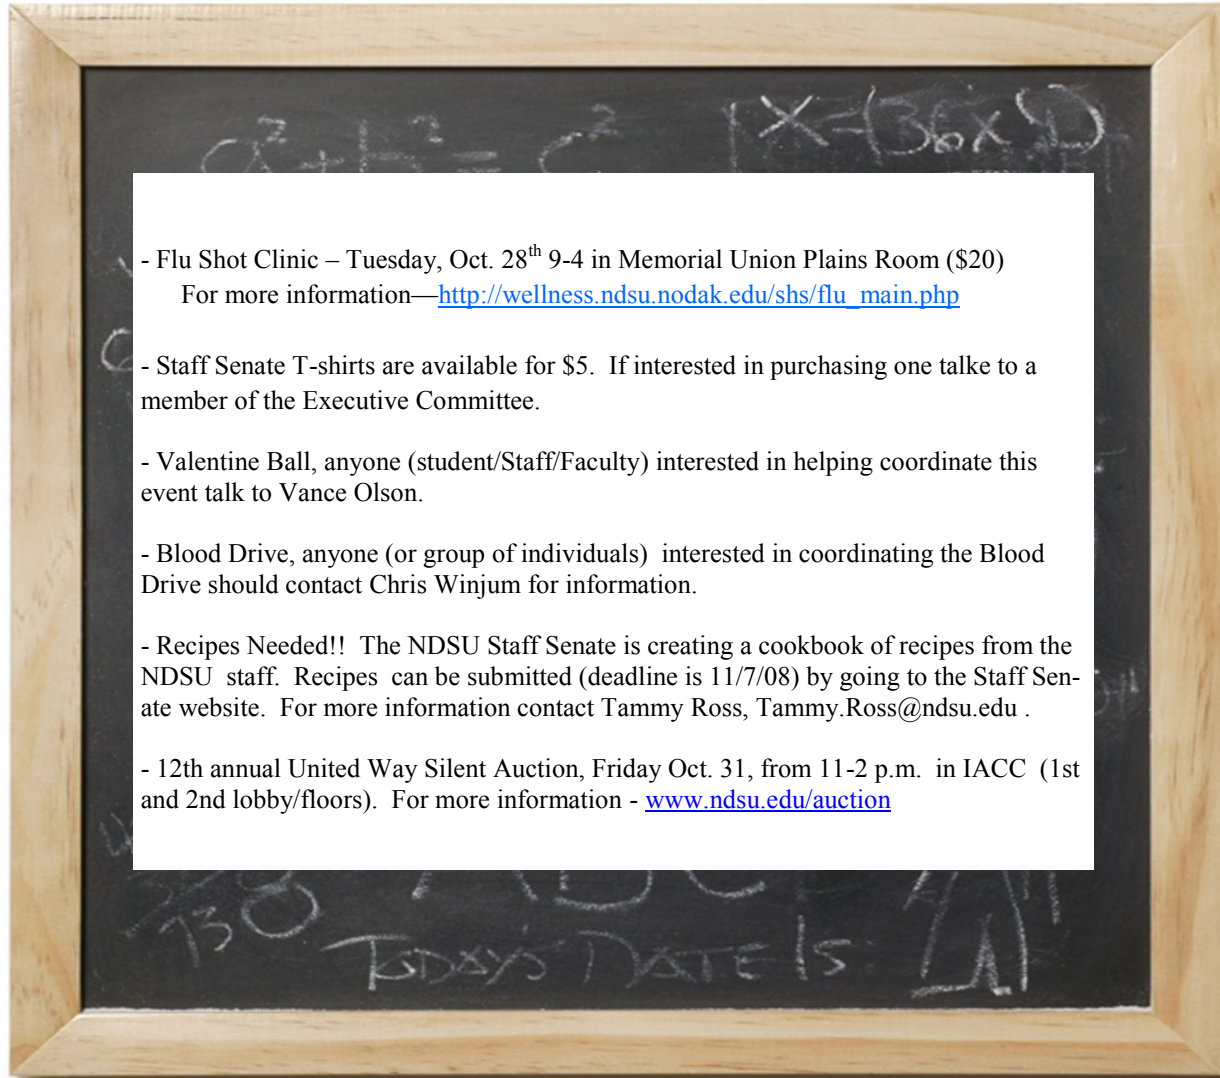 a² + b² = c²
- Flu Shot Clinic – Tuesday, Oct. 28th 9-4 in Memorial Union Plains Room ($20)
For more information—http://wellness.ndsu.nodak.edu/shs/flu_main.php
- Staff Senate T-shirts are available for $5.  If interested in purchasing one talke to a
member of the Executive Committee.
- Valentine Ball, anyone (student/Staff/Faculty) interested in helping coordinate this
event talk to Vance Olson.
- Blood Drive, anyone (or group of individuals)  interested in coordinating the Blood
Drive should contact Chris Winjum for information.
- Recipes Needed!!  The NDSU Staff Senate is creating a cookbook of recipes from the
NDSU  staff.  Recipes  can be submitted (deadline is 11/7/08) by going to the Staff Sen-
ate website.  For more information contact Tammy Ross, Tammy.Ross@ndsu.edu .
- 12th annual United Way Silent Auction, Friday Oct. 31, from 11-2 p.m.  in IACC  (1st
and 2nd lobby/floors).  For more information - www.ndsu.edu/auction
TODAY'S DATE IS: